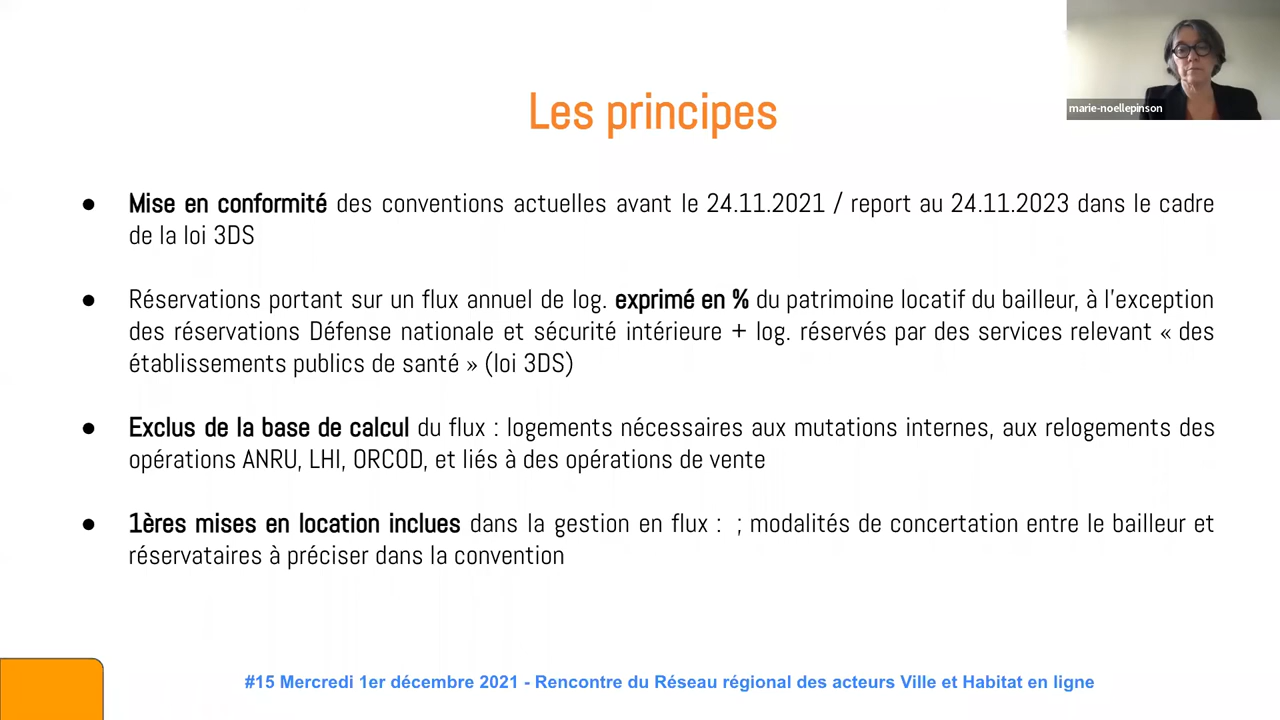 marie-noellepinson
Les principes
● Mise en conformité des conventions actuelles avant le 24.11.2021 / report au 24.11.2023 dans le cadre
de la loi 3DS
● Réservations portant sur un flux annuel de log. exprimé en % du patrimoine locatif du bailleur, à l'exception
des réservations Défense nationale et sécurité intérieure + log. réservés par des services relevant « des
établissements publics de santé » (loi 3DS)
● Exclus de la base de calcul du flux : logements nécessaires aux mutations internes, aux relogements des
opérations ANRU, LHI, ORCOD, et liés à des opérations de vente
● 1ères mises en location inclues dans la gestion en flux : ; modalités de concertation entre le bailleur et
réservataires à préciser dans la convention
#15 Mercredi 1er décembre 2021 - Rencontre du Réseau régional des acteurs Ville et Habitat en ligne